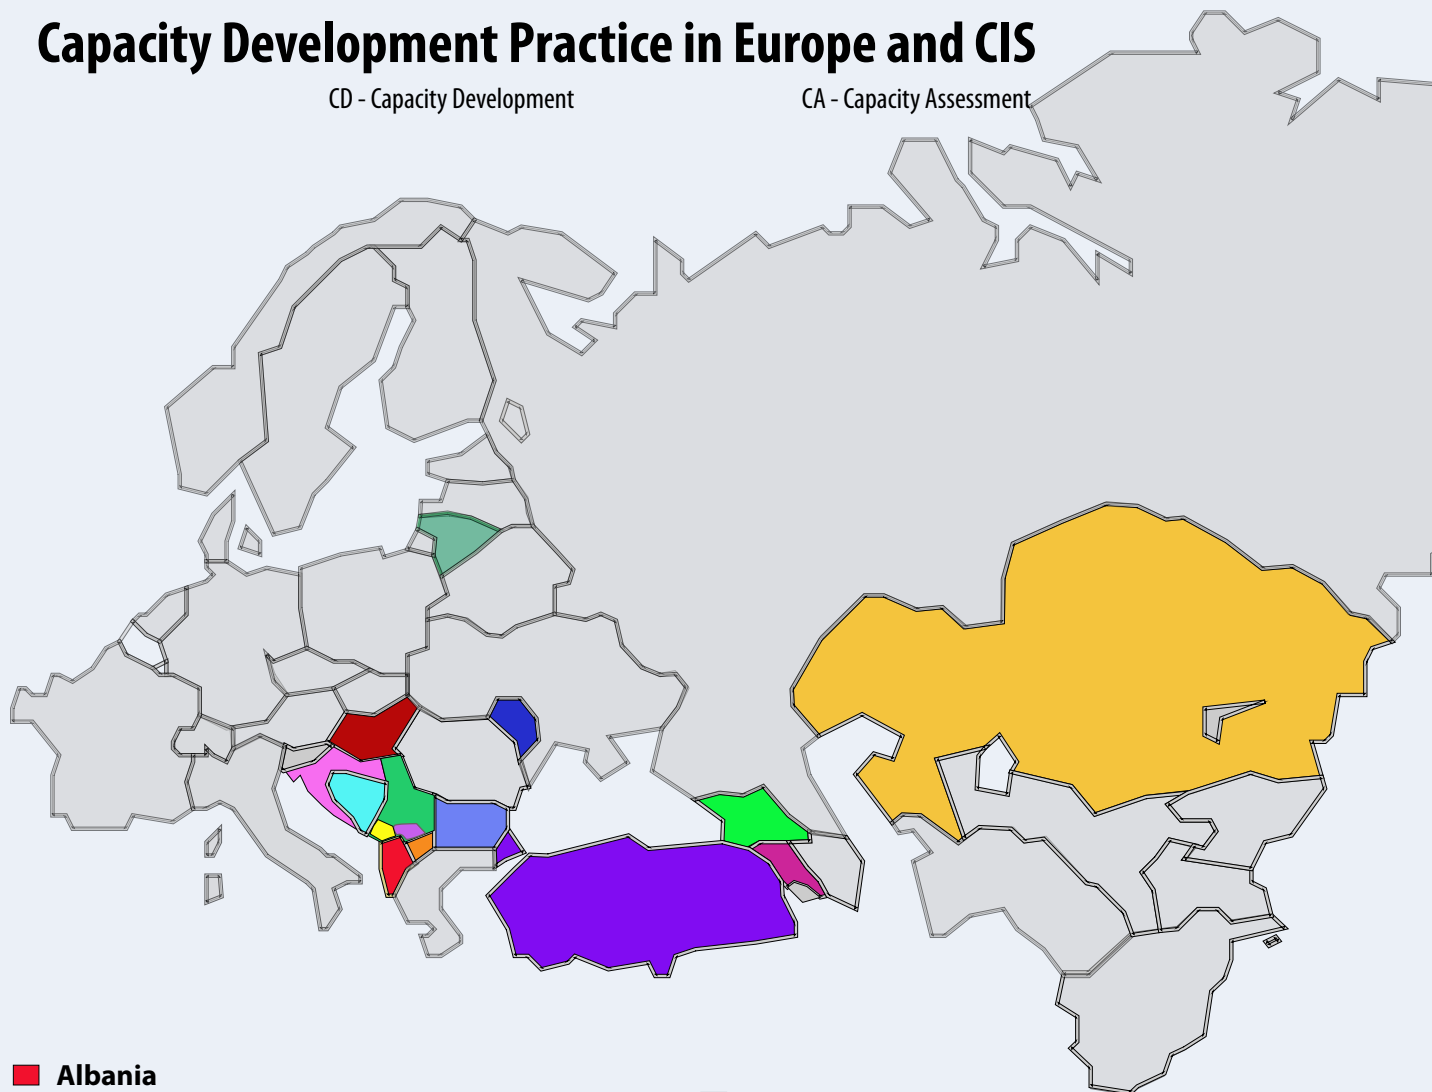 Capacity Development Practice in Europe and CIS
CD - Capacity Development CA - Capacity Assessment
Albania